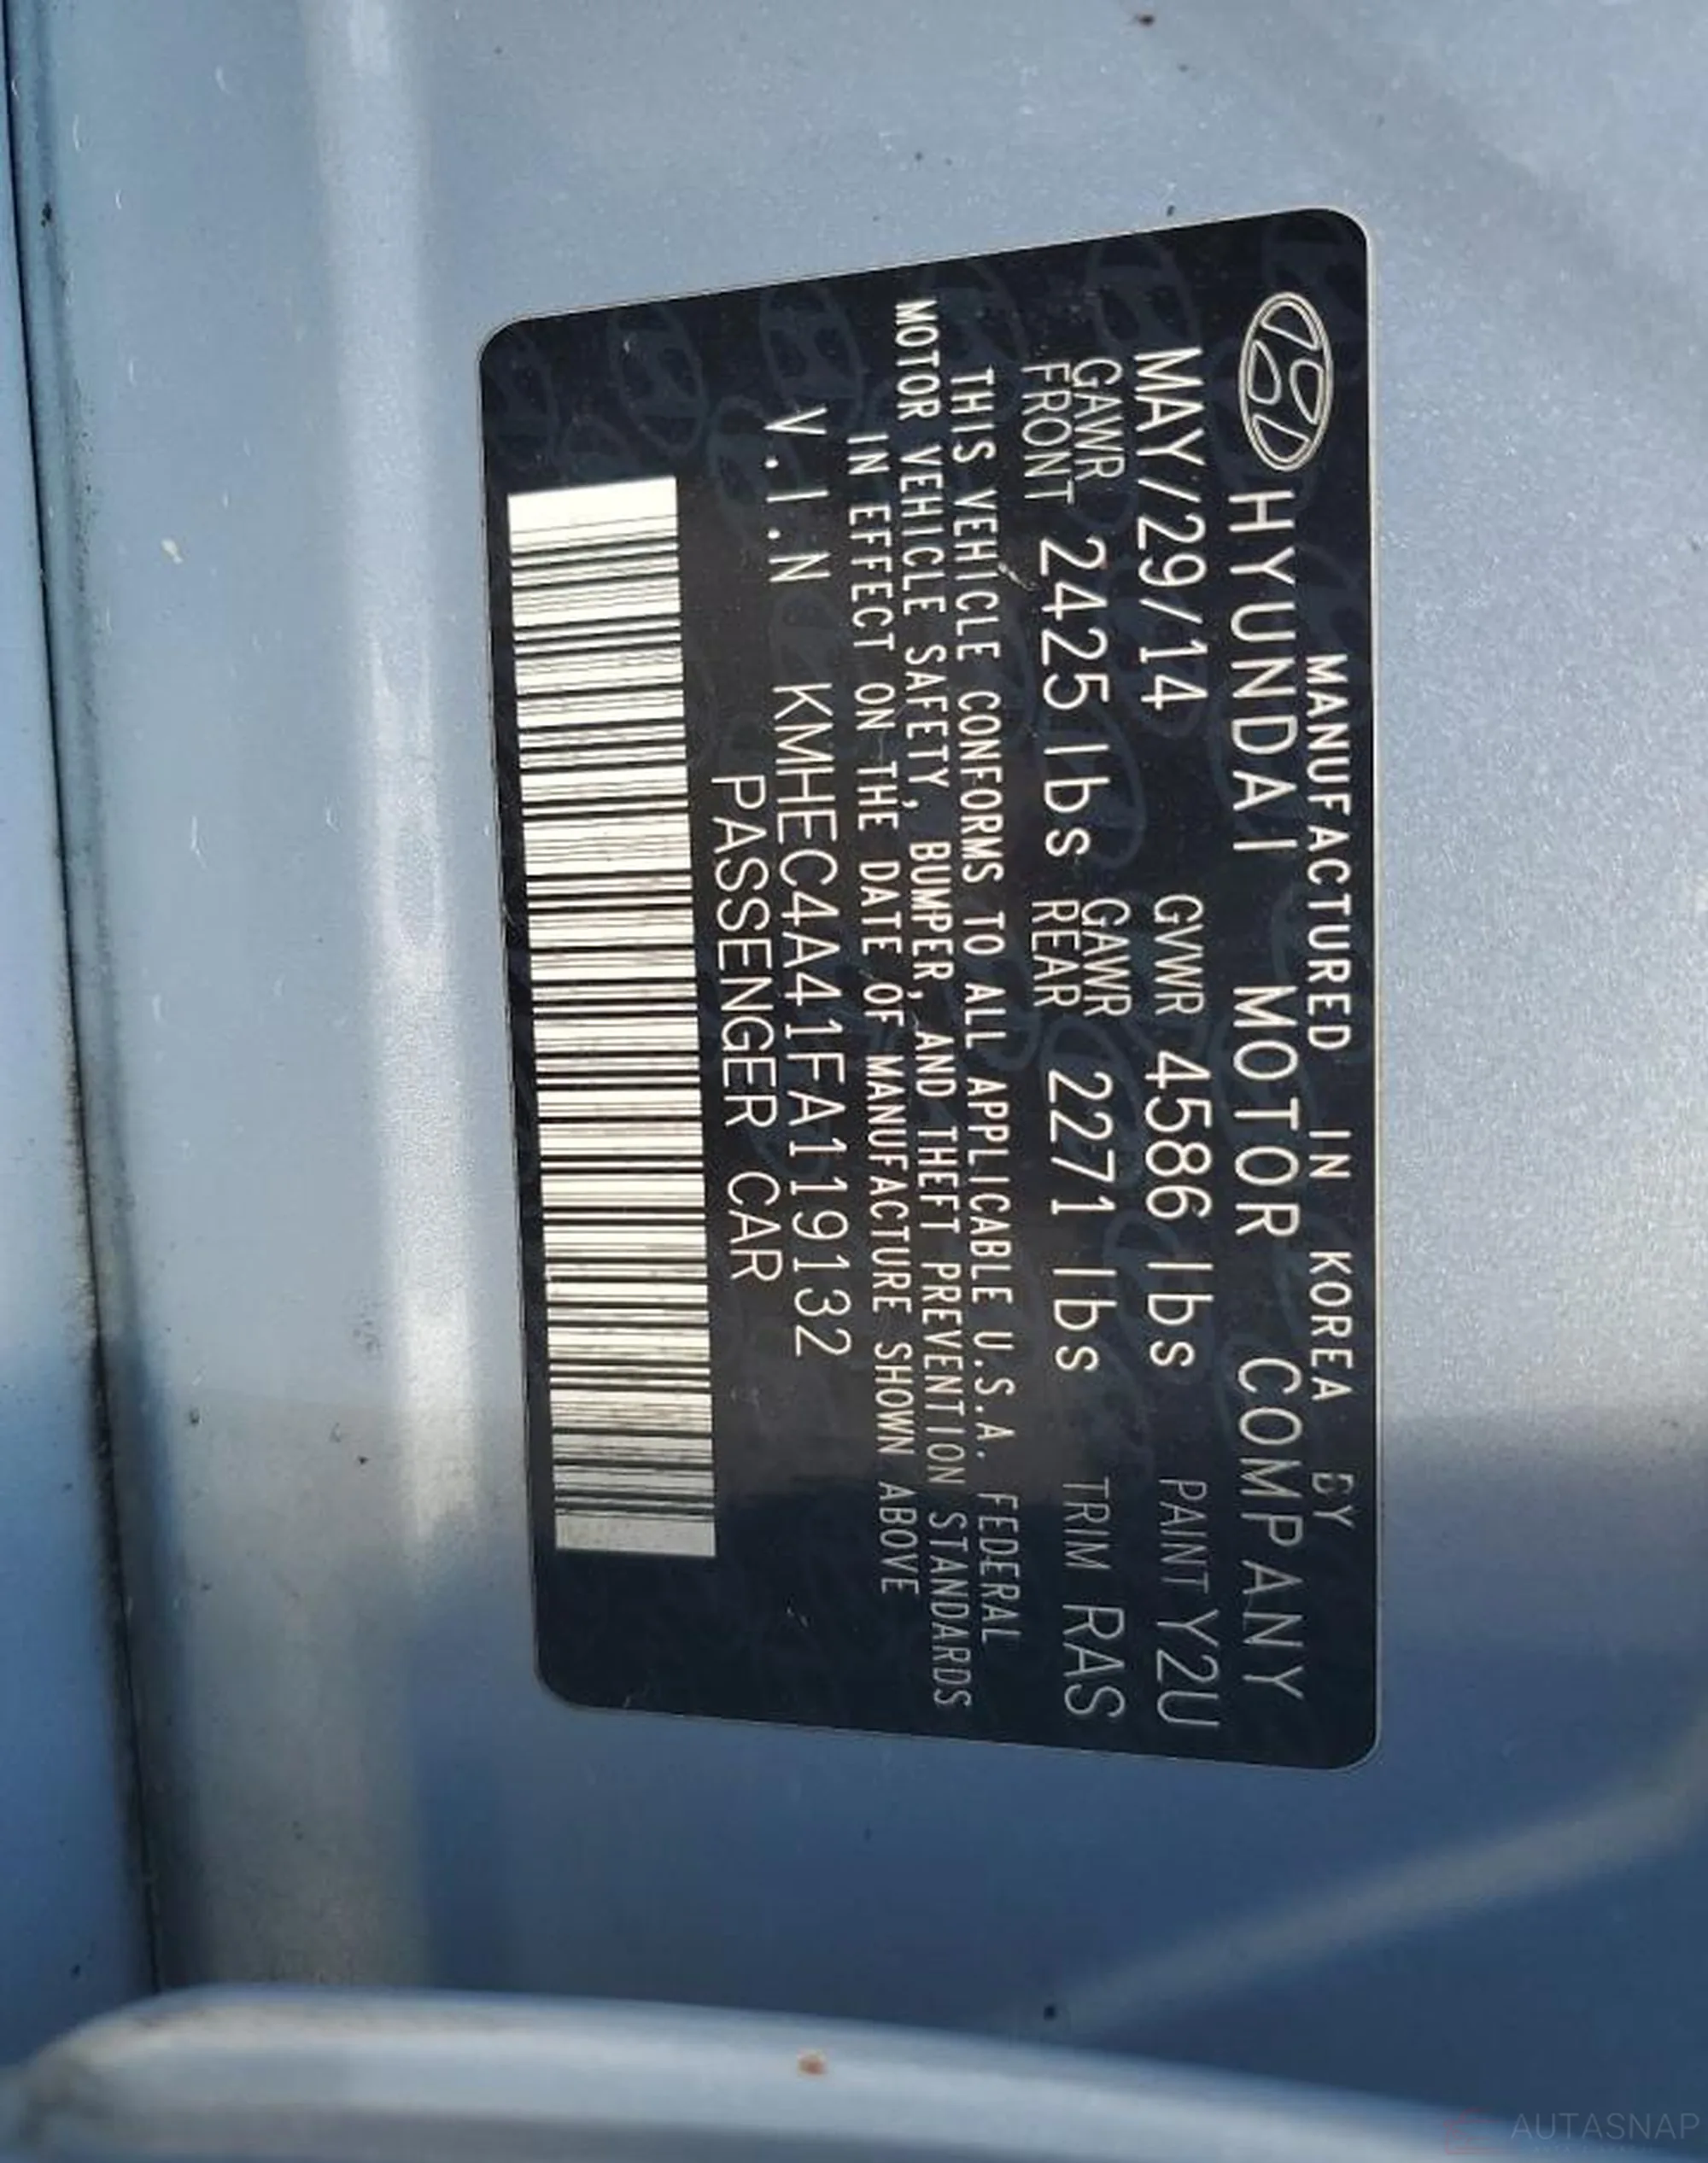 MANUFACTURED IN KOREA BY
HYUNDAI MOTOR COMPANY
MAY/29/14 GVWR 4586 lbs PAINT Y2U
GAWR FRONT 2425 lbs GAWR REAR 2271 lbs TRIM RAS
THIS VEHICLE CONFORMS TO ALL APPLICABLE U.S.A. FEDERAL
MOTOR VEHICLE SAFETY, BUMPER, AND THEFT PREVENTION STANDARDS
IN EFFECT ON THE DATE OF MANUFACTURE SHOWN ABOVE
V.I.N KMHEC4A41FA119132
PASSENGER CAR
AUTASNAP